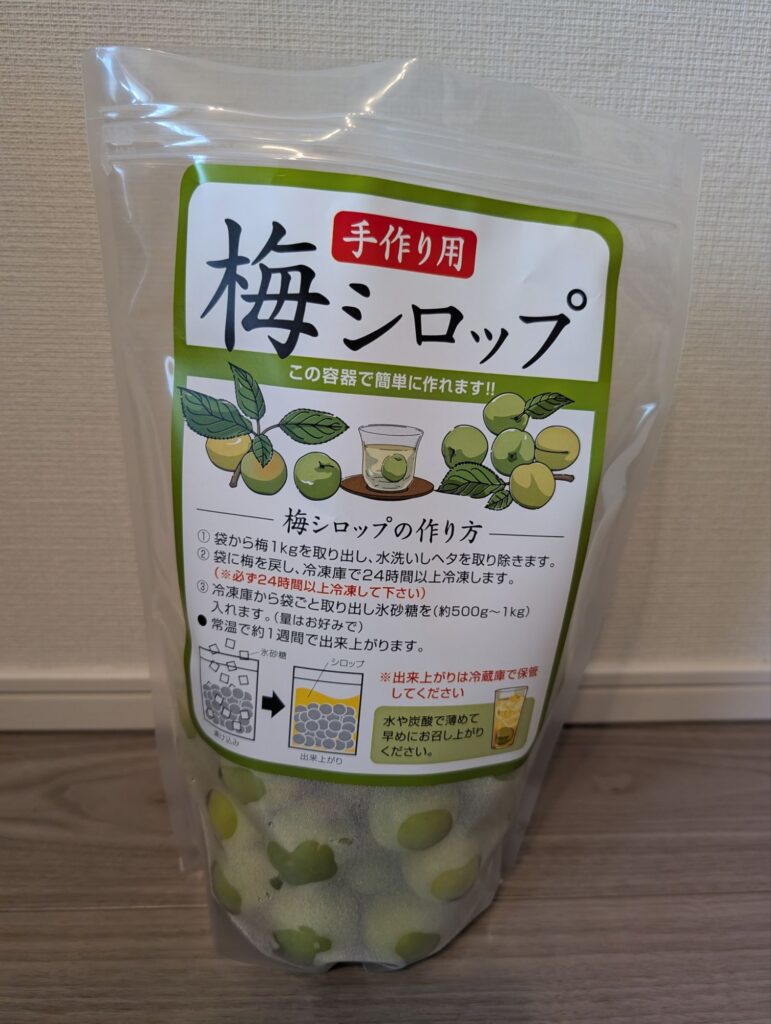 手作り用
梅シロップ
この容器で簡単に作れます!!
梅シロップの作り方
① 袋から梅1kgを取り出し、水洗いしヘタを取り除きます。
② 袋に梅を戻し、冷凍庫で24時間以上冷凍します。
(※必ず24時間以上冷凍して下さい)
③ 冷凍庫から袋ごと取り出し氷砂糖を(約500g〜1kg)
入れます。(量はお好みで)
● 常温で約1週間で出来上がります。
氷砂糖
漬け込み
シロップ
出来上がり
※出来上がりは冷蔵庫で保管
してください
水や炭酸で薄めて
早めにお召し上がり
ください。